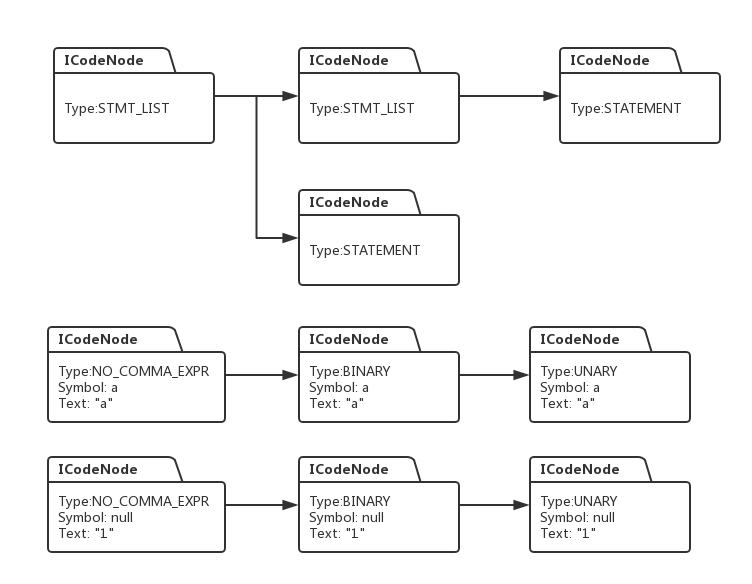 ICodeNode
Type:STMT_LIST
ICodeNode
Type:STMT_LIST
ICodeNode
Type:STATEMENT
ICodeNode
Type:STATEMENT
ICodeNode
Type:NO_COMMA_EXPR
Symbol: a
Text: "a"
ICodeNode
Type:BINARY
Symbol: a
Text: "a"
ICodeNode
Type:UNARY
Symbol: a
Text: "a"
ICodeNode
Type:NO_COMMA_EXPR
Symbol: null
Text: "1"
ICodeNode
Type:BINARY
Symbol: null
Text: "1"
ICodeNode
Type:UNARY
Symbol: null
Text: "1"